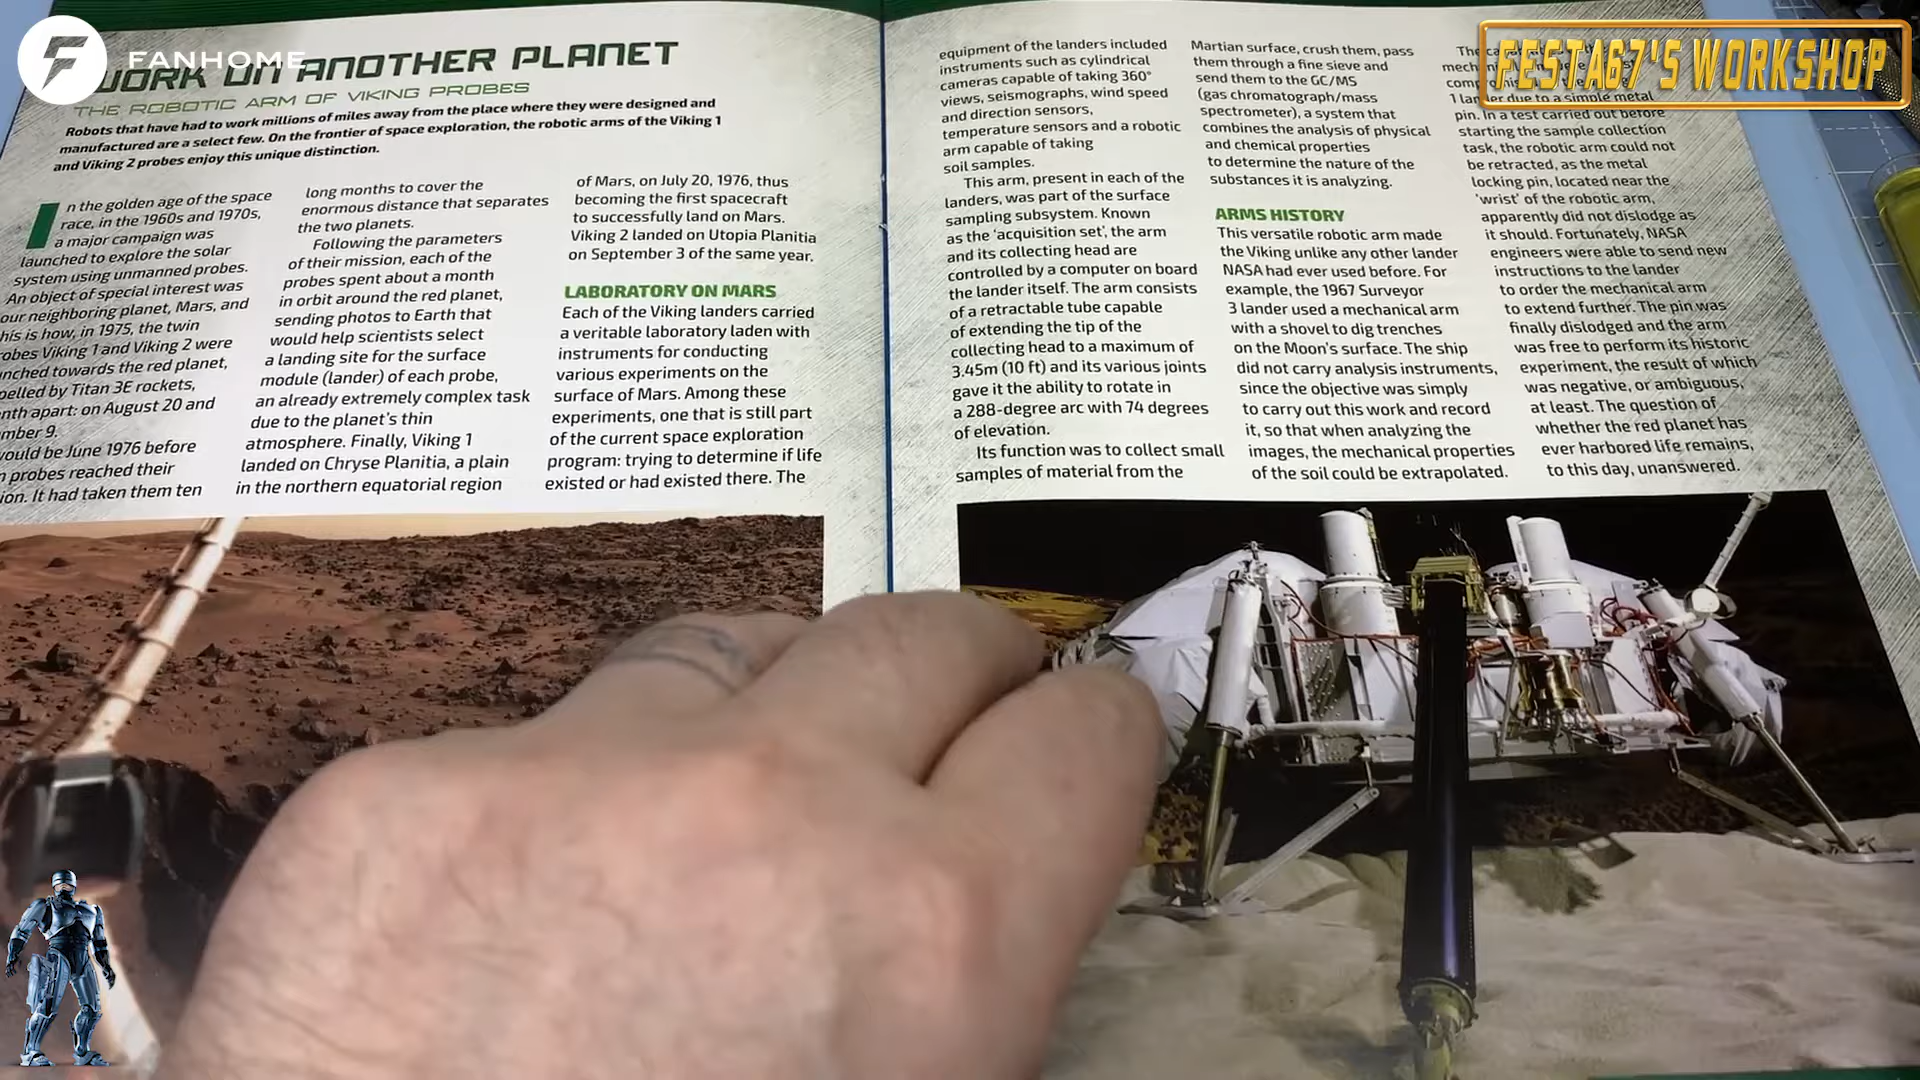 FANHOME
FESTA67'S WORKSHOP
WORK ON ANOTHER PLANET
THE ROBOTIC ARM OF VIKING PROBES
Robots that have had to work millions of miles away from the place where they were designed and
manufactured are a select few. On the frontier of space exploration, the robotic arms of the Viking 1
and Viking 2 probes enjoy this unique distinction.
In the golden age of the space
race, in the 1960s and 1970s,
a major campaign was
launched to explore the solar
system using unmanned probes.
An object of special interest was
our neighboring planet, Mars, and
his is how, in 1975, the twin
robes Viking 1 and Viking 2 were
nched towards the red planet,
pelled by Titan 3E rockets,
nth apart: on August 20 and
mber 9.
would be June 1976 before
n probes reached their
ion. It had taken them ten
long months to cover the
enormous distance that separates
the two planets.
Following the parameters
of their mission, each of the
probes spent about a month
in orbit around the red planet,
sending photos to Earth that
would help scientists select
a landing site for the surface
module (lander) of each probe,
an already extremely complex task
due to the planet's thin
atmosphere. Finally, Viking 1
landed on Chryse Planitia, a plain
in the northern equatorial region
of Mars, on July 20, 1976, thus
becoming the first spacecraft
to successfully land on Mars.
Viking 2 landed on Utopia Planitia
on September 3 of the same year.
LABORATORY ON MARS
Each of the Viking landers carried
a veritable laboratory laden with
instruments for conducting
various experiments on the
surface of Mars. Among these
experiments, one that is still part
of the current space exploration
program: trying to determine if life
existed or had existed there. The
equipment of the landers included
instruments such as cylindrical
cameras capable of taking 360°
views, seismographs, wind speed
and direction sensors,
temperature sensors and a robotic
arm capable of taking
soil samples.
This arm, present in each of the
landers, was part of the surface
sampling subsystem. Known
as the 'acquisition set', the arm
and its collecting head are
controlled by a computer on board
the lander itself. The arm consists
of a retractable tube capable
of extending the tip of the
collecting head to a maximum of
3.45m (10 ft) and its various joints
gave it the ability to rotate in
a 288-degree arc with 74 degrees
of elevation.
Its function was to collect small
samples of material from the
Martian surface, crush them, pass
them through a fine sieve and
send them to the GC/MS
(gas chromatograph/mass
spectrometer), a system that
combines the analysis of physical
and chemical properties
to determine the nature of the
substances it is analyzing.
ARMS HISTORY
This versatile robotic arm made
the Viking unlike any other lander
NASA had ever used before. For
example, the 1967 Surveyor
3 lander used a mechanical arm
with a shovel to dig trenches
on the Moon's surface. The ship
did not carry analysis instruments,
since the objective was simply
to carry out this work and record
it, so that when analyzing the
images, the mechanical properties
of the soil could be extrapolated.
The
1 lander due to a simple metal
pin. In a test carried out before
starting the sample collection
task, the robotic arm could not
be retracted, as the metal
locking pin, located near the
'wrist' of the robotic arm,
apparently did not dislodge as
it should. Fortunately, NASA
engineers were able to send new
instructions to the lander
to order the mechanical arm
to extend further. The pin was
finally dislodged and the arm
was free to perform its historic
experiment, the result of which
was negative, or ambiguous,
at least. The question of
whether the red planet has
ever harbored life remains,
to this day, unanswered.